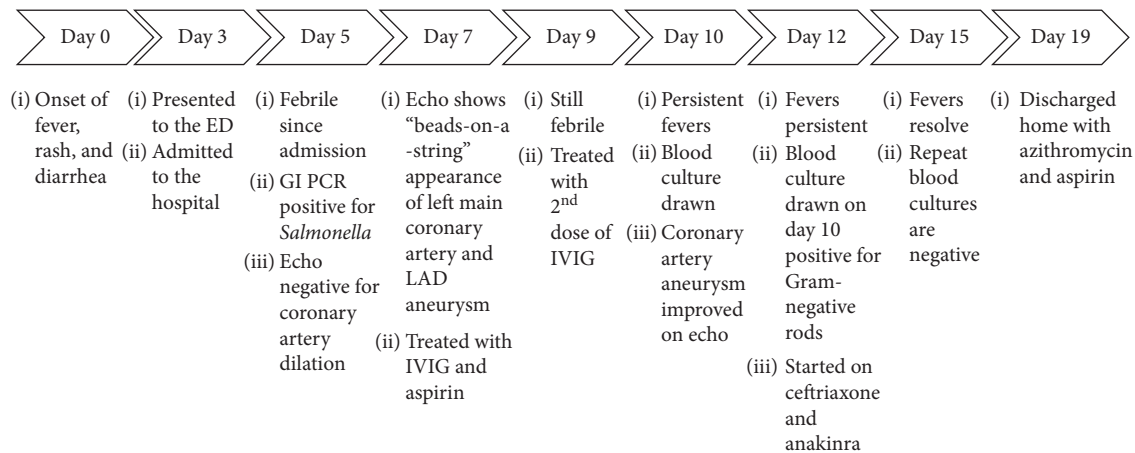 Day 0
Day 3
Day 5
Day 7
Day 9
Day 10
Day 12
Day 15
Day 19
(i) Onset of
fever,
rash, and
diarrhea
(i) Presented
to the ED
(ii) Admitted
to the
hospital
(i) Febrile
since
admission
(ii) GI PCR
positive for
Salmonella
(iii) Echo
negative for
coronary
artery
dilation
(i) Echo shows
“beads-on-a
-string”
appearance
of left main
coronary
artery and
LAD
aneurysm
(ii) Treated with
IVIG and
aspirin
(i) Still
febrile
(ii) Treated
with
2nd
dose of
IVIG
(i) Persistent
fevers
(ii) Blood
culture
drawn
(iii) Coronary
artery
aneurysm
improved
on echo
(i) Fevers
persistent
(ii) Blood
culture
drawn on
day 10
positive for
Gram-
negative
rods
(iii) Started on
ceftriaxone
and
anakinra
(i) Fevers
resolve
(ii) Repeat
blood
cultures
are
negative
(i) Discharged
home with
azithromycin
and aspirin